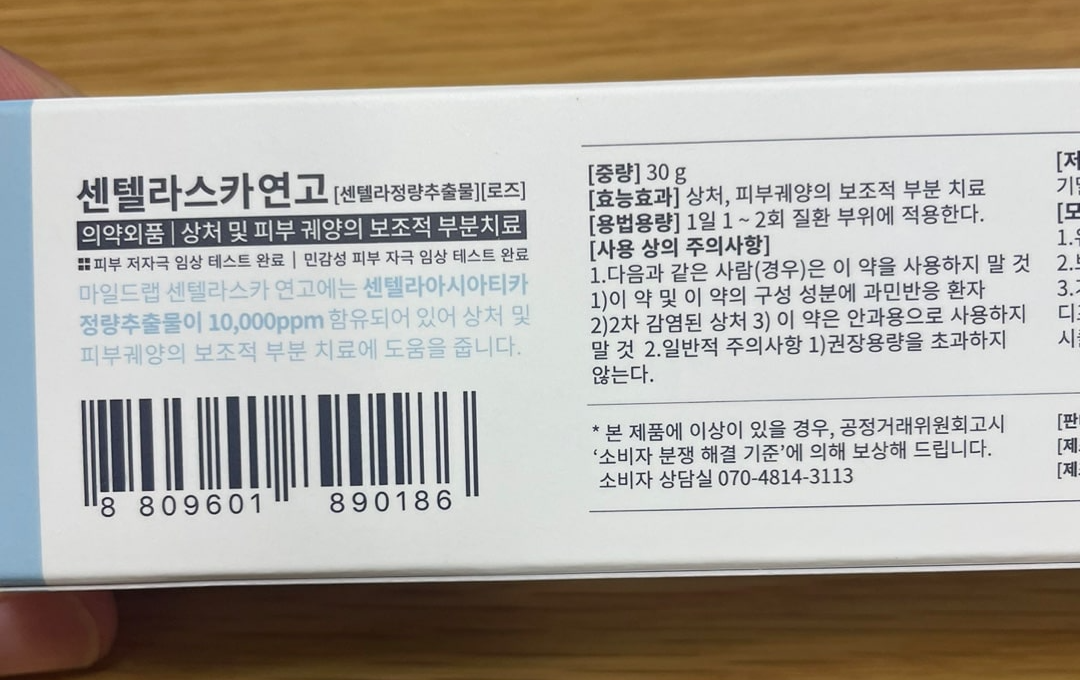 센텔라스카연고 [센텔라정량추출물][로즈]
의약외품 | 상처 및 피부 궤양의 보조적 부분치료
피부 저자극 임상 테스트 완료 | 민감성 피부 자극 임상 테스트 완료
마일드랩 센텔라스카 연고에는 센텔라아시아티카
정량추출물이 10,000ppm 함유되어 있어 상처 및
피부궤양의 보조적 부분 치료에 도움을 줍니다.
8 809601 890186
[중량] 30 g
[효능효과] 상처, 피부궤양의 보조적 부분 치료
[용법용량] 1일 1 ~ 2회 질환 부위에 적용한다.
[사용 상의 주의사항]
1.다음과 같은 사람(경우)은 이 약을 사용하지 말 것
1)이 약 및 이 약의 구성 성분에 과민반응 환자
2)2차 감염된 상처 3) 이 약은 안과용으로 사용하지
말 것 2.일반적 주의사항 1)권장용량을 초과하지
않는다.
* 본 제품에 이상이 있을 경우, 공정거래위원회고시
‘소비자 분쟁 해결 기준’에 의해 보상해 드립니다.
소비자 상담실 070-4814-3113
[저
기밀
[모
1.
2.
3.
디
시
[판
[제
[제